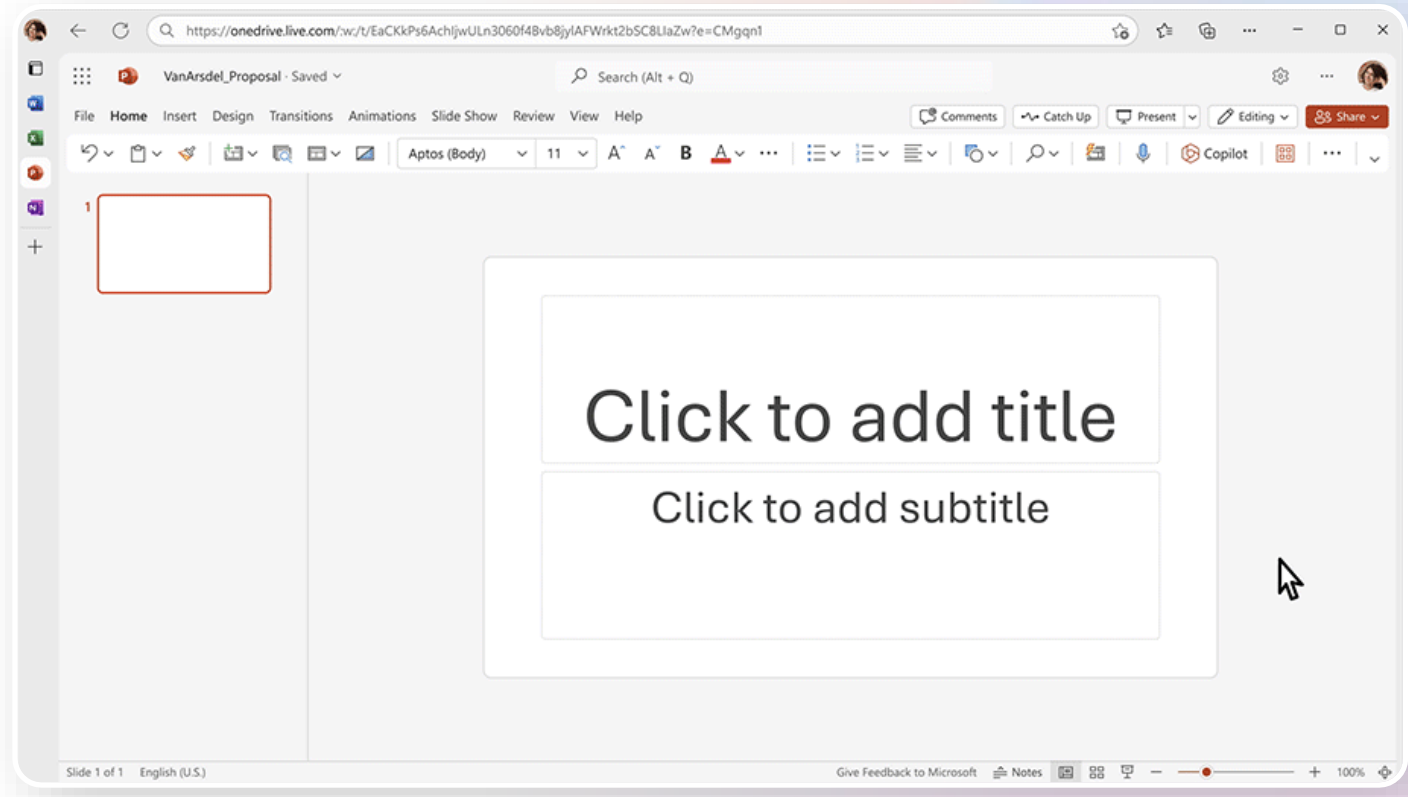 https://onedrive.live.com/:w:/t/EaCKkPs6AchIjwULn3060f4Bvb8jylAFWrkt2bSC8LIaZw?e=CMgqn1
VanArsdel_Proposal · Saved
Search (Alt + Q)
File Home Insert Design Transitions Animations Slide Show Review View Help
Comments Catch Up Present Editing Share
Aptos (Body) 11 A A B A Copilot
1
Click to add title
Click to add subtitle
Slide 1 of 1 English (U.S.) Give Feedback to Microsoft Notes 100%